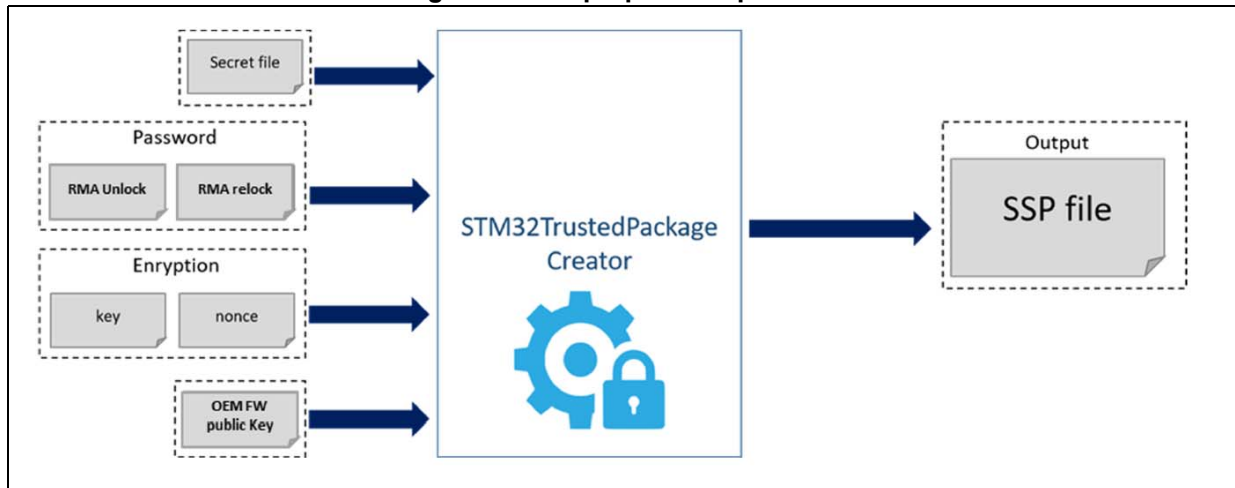 Secret file
Password
RMA Unlock
RMA relock
Enryption
key
nonce
OEM FW
public Key
STM32TrustedPackage
Creator
Output
SSP file